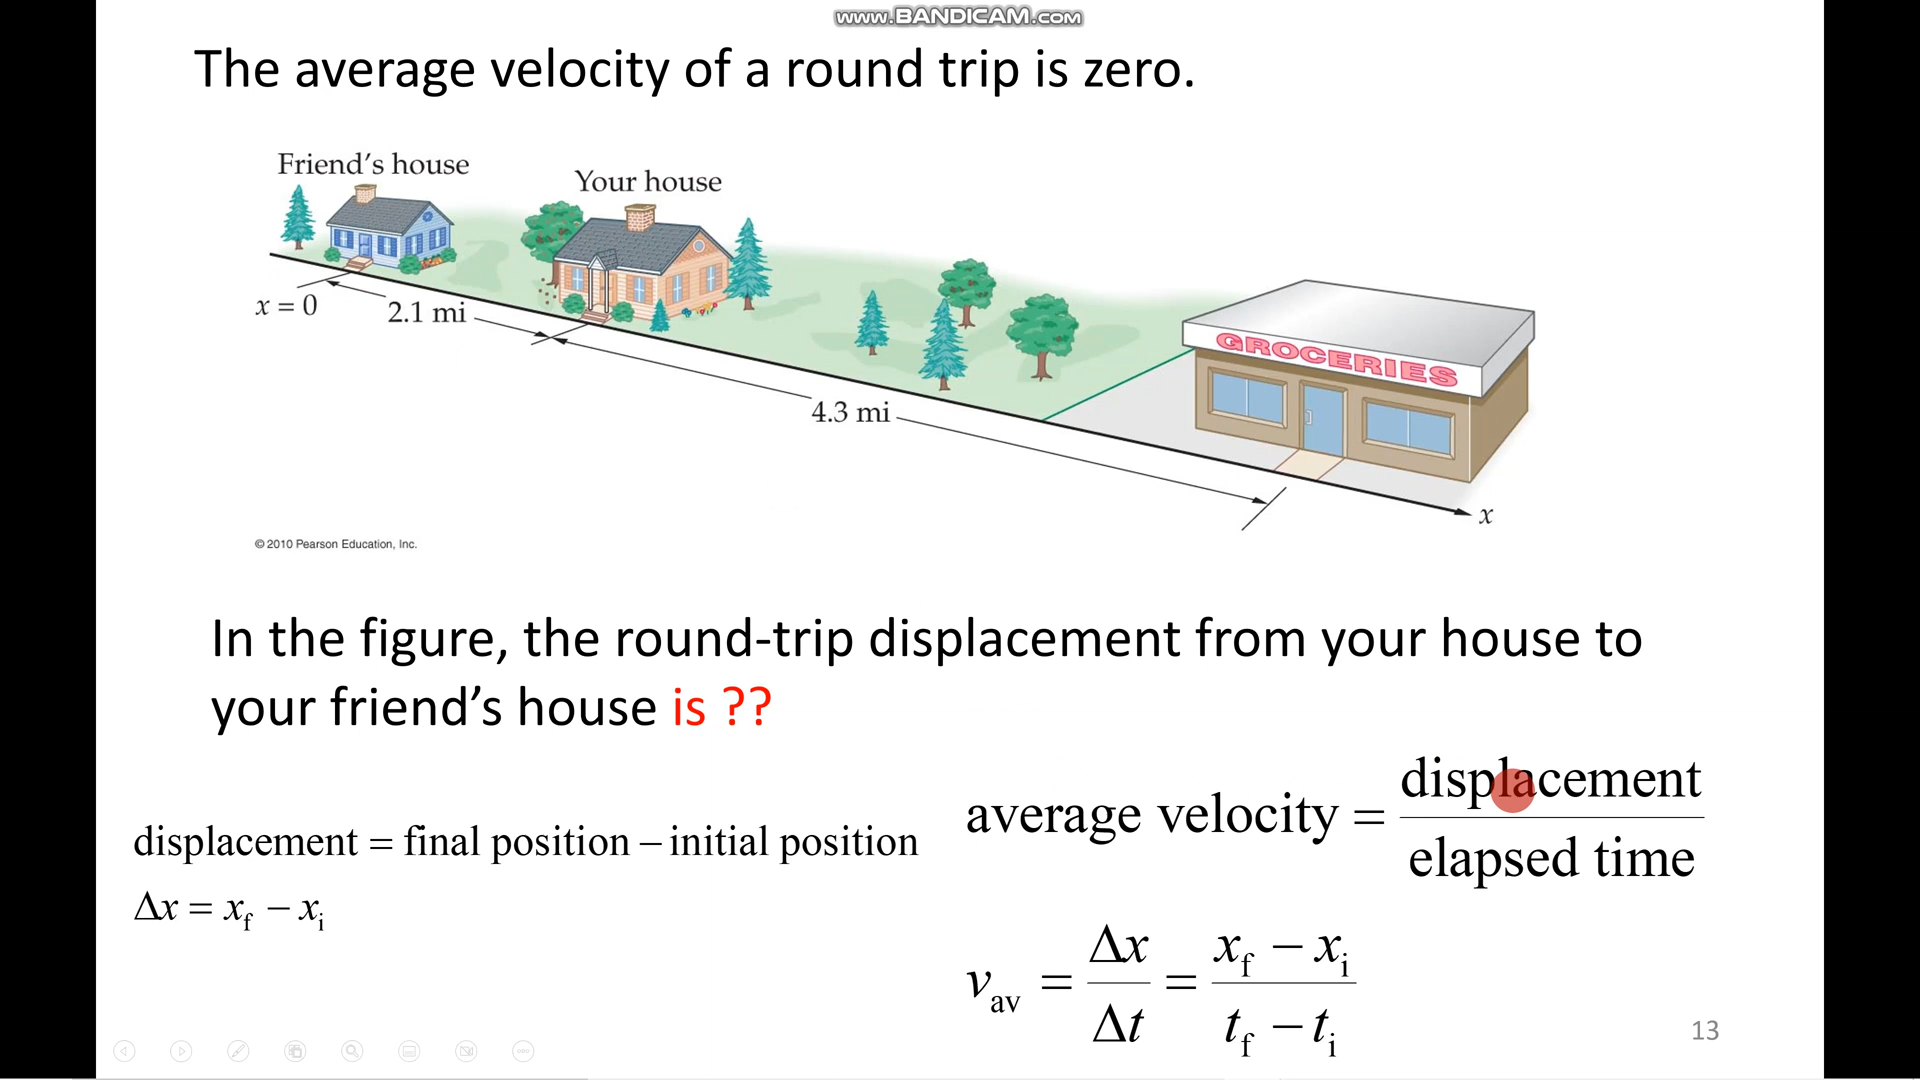 www.BANDICAM.com
The average velocity of a round trip is zero.
Friend's house
Your house
x = 0
2.1 mi
GROCERIES
4.3 mi
x
© 2010 Pearson Education, Inc.
In the figure, the round-trip displacement from your house to
your friend’s house is ??
displacement = final position – initial position
Δx = x_f − x_i
average velocity = displacement / elapsed time
v_av = Δx / Δt = (x_f − x_i) / (t_f − t_i)
13